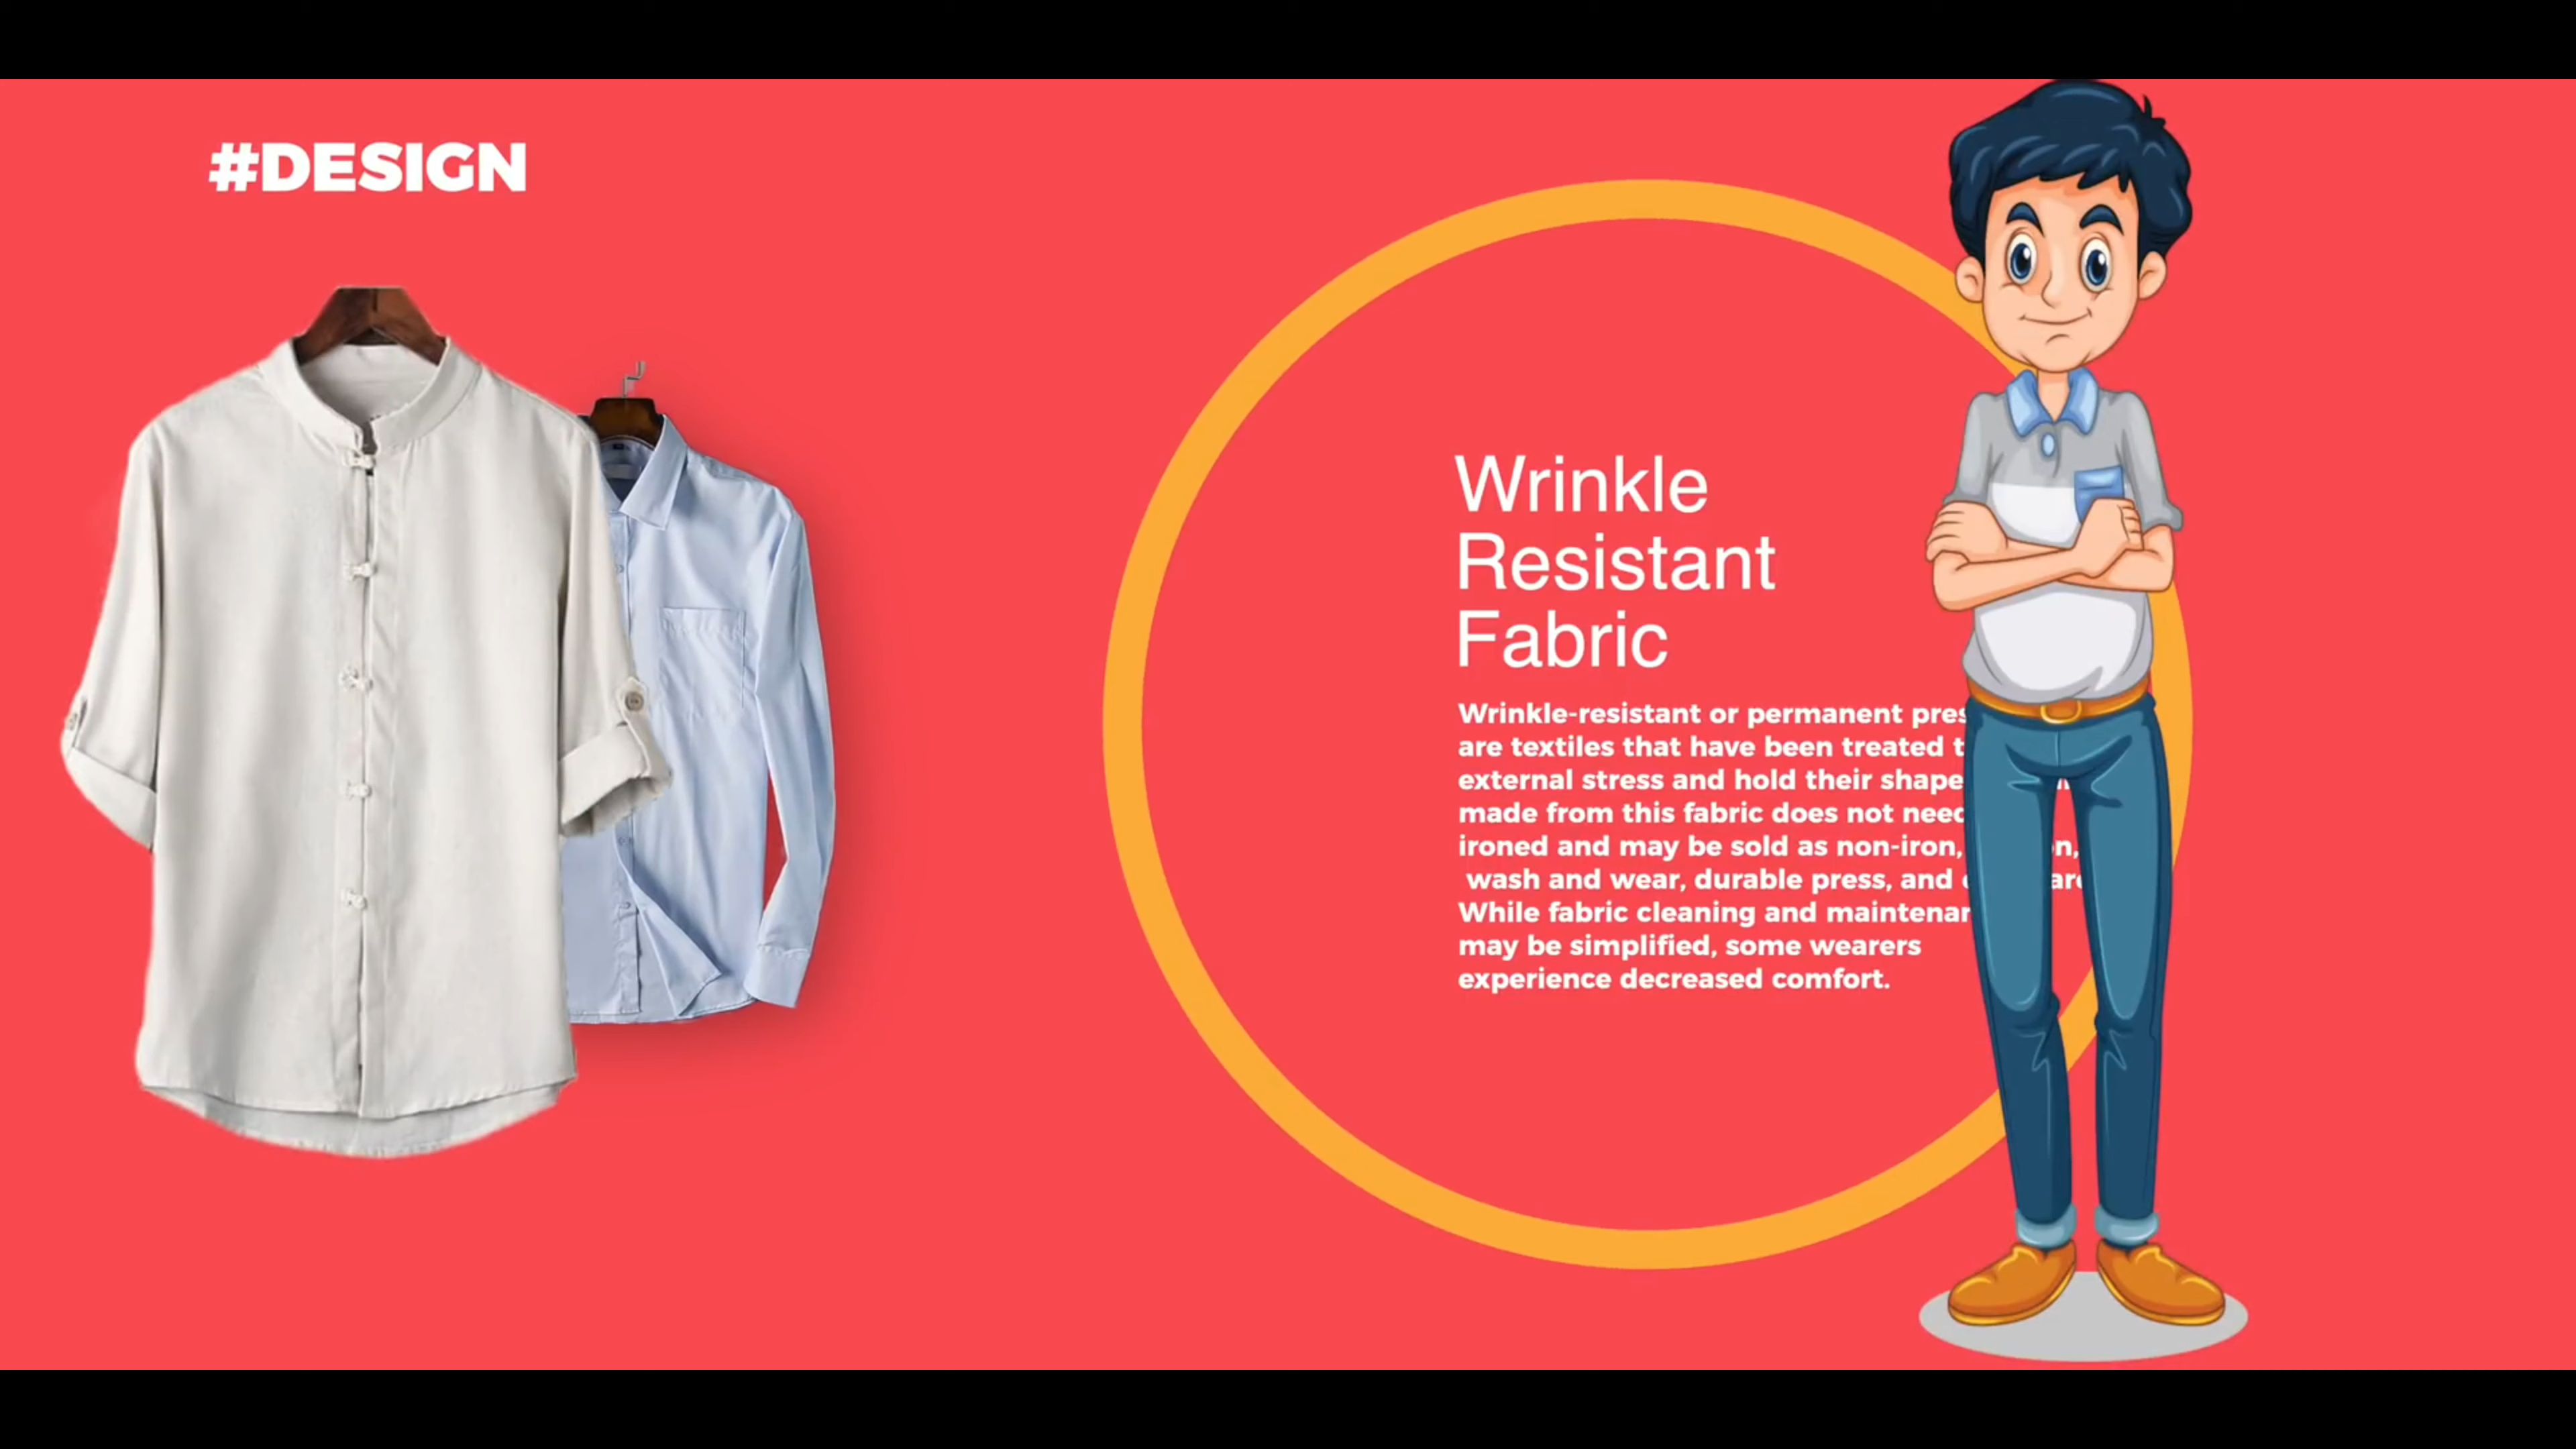 #DESIGN
Wrinkle
Resistant
Fabric
Wrinkle-resistant or permanent
are textiles that have been treated
external stress and hold their shape
made from this fabric does not
ironed and may be sold as non-iron,
wash and wear, durable press, and
While fabric cleaning and
may be simplified, some wearers
experience decreased comfort.